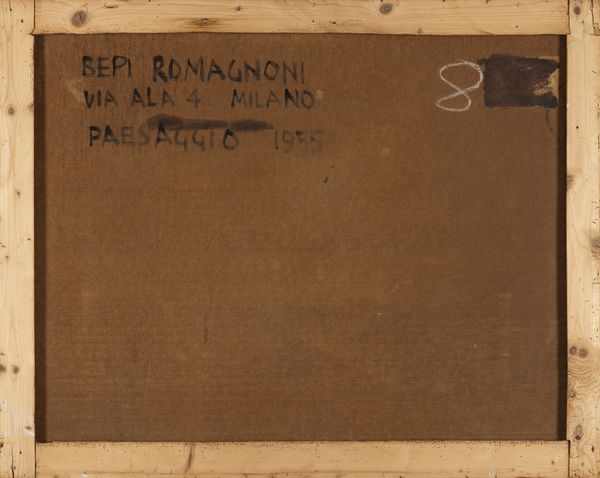 BEPI ROMAGNONI 8
VIA ALA 4 MILANO
PAESAGGIO 1955